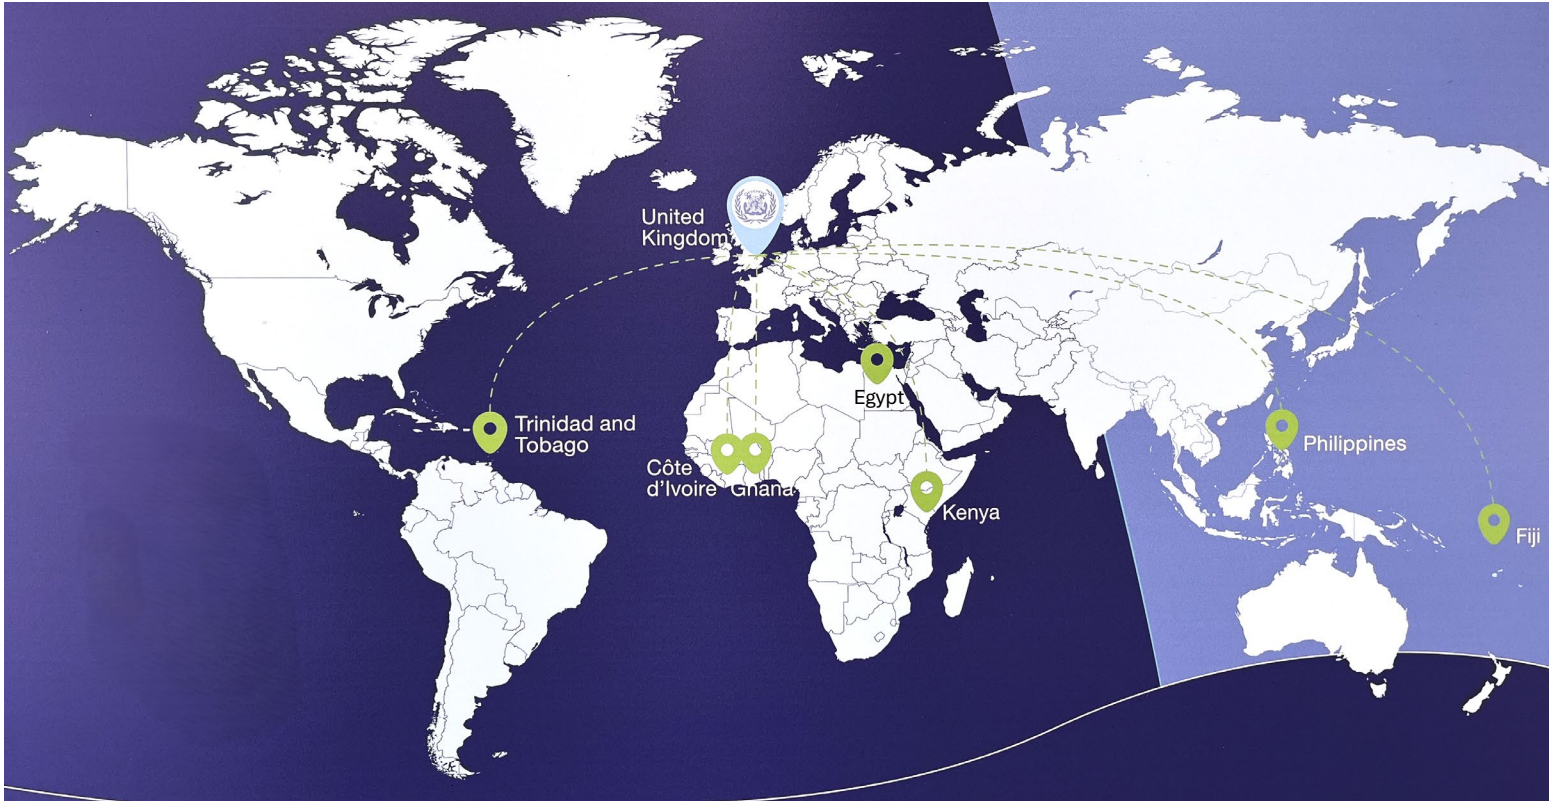 United
Kingdom
Trinidad and
Tobago
Egypt
Côte
d'Ivoire
Ghana
Kenya
Philippines
Fiji